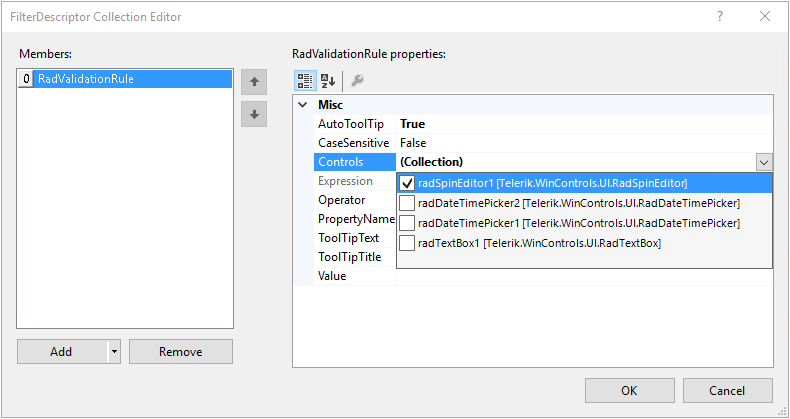 FilterDescriptor Collection Editor ?
Members:
0 RadValidationRule
Add Remove
RadValidationRule properties:
Misc
AutoToolTip True
CaseSensitive False
Controls (Collection)
Expression
Operator
PropertyName
ToolTipText
ToolTipTitle
Value
radSpinEditor1 [Telerik.WinControls.UI.RadSpinEditor]
radDateTimePicker2 [Telerik.WinControls.UI.RadDateTimePicker]
radDateTimePicker1 [Telerik.WinControls.UI.RadDateTimePicker]
radTextBox1 [Telerik.WinControls.UI.RadTextBox]
OK Cancel